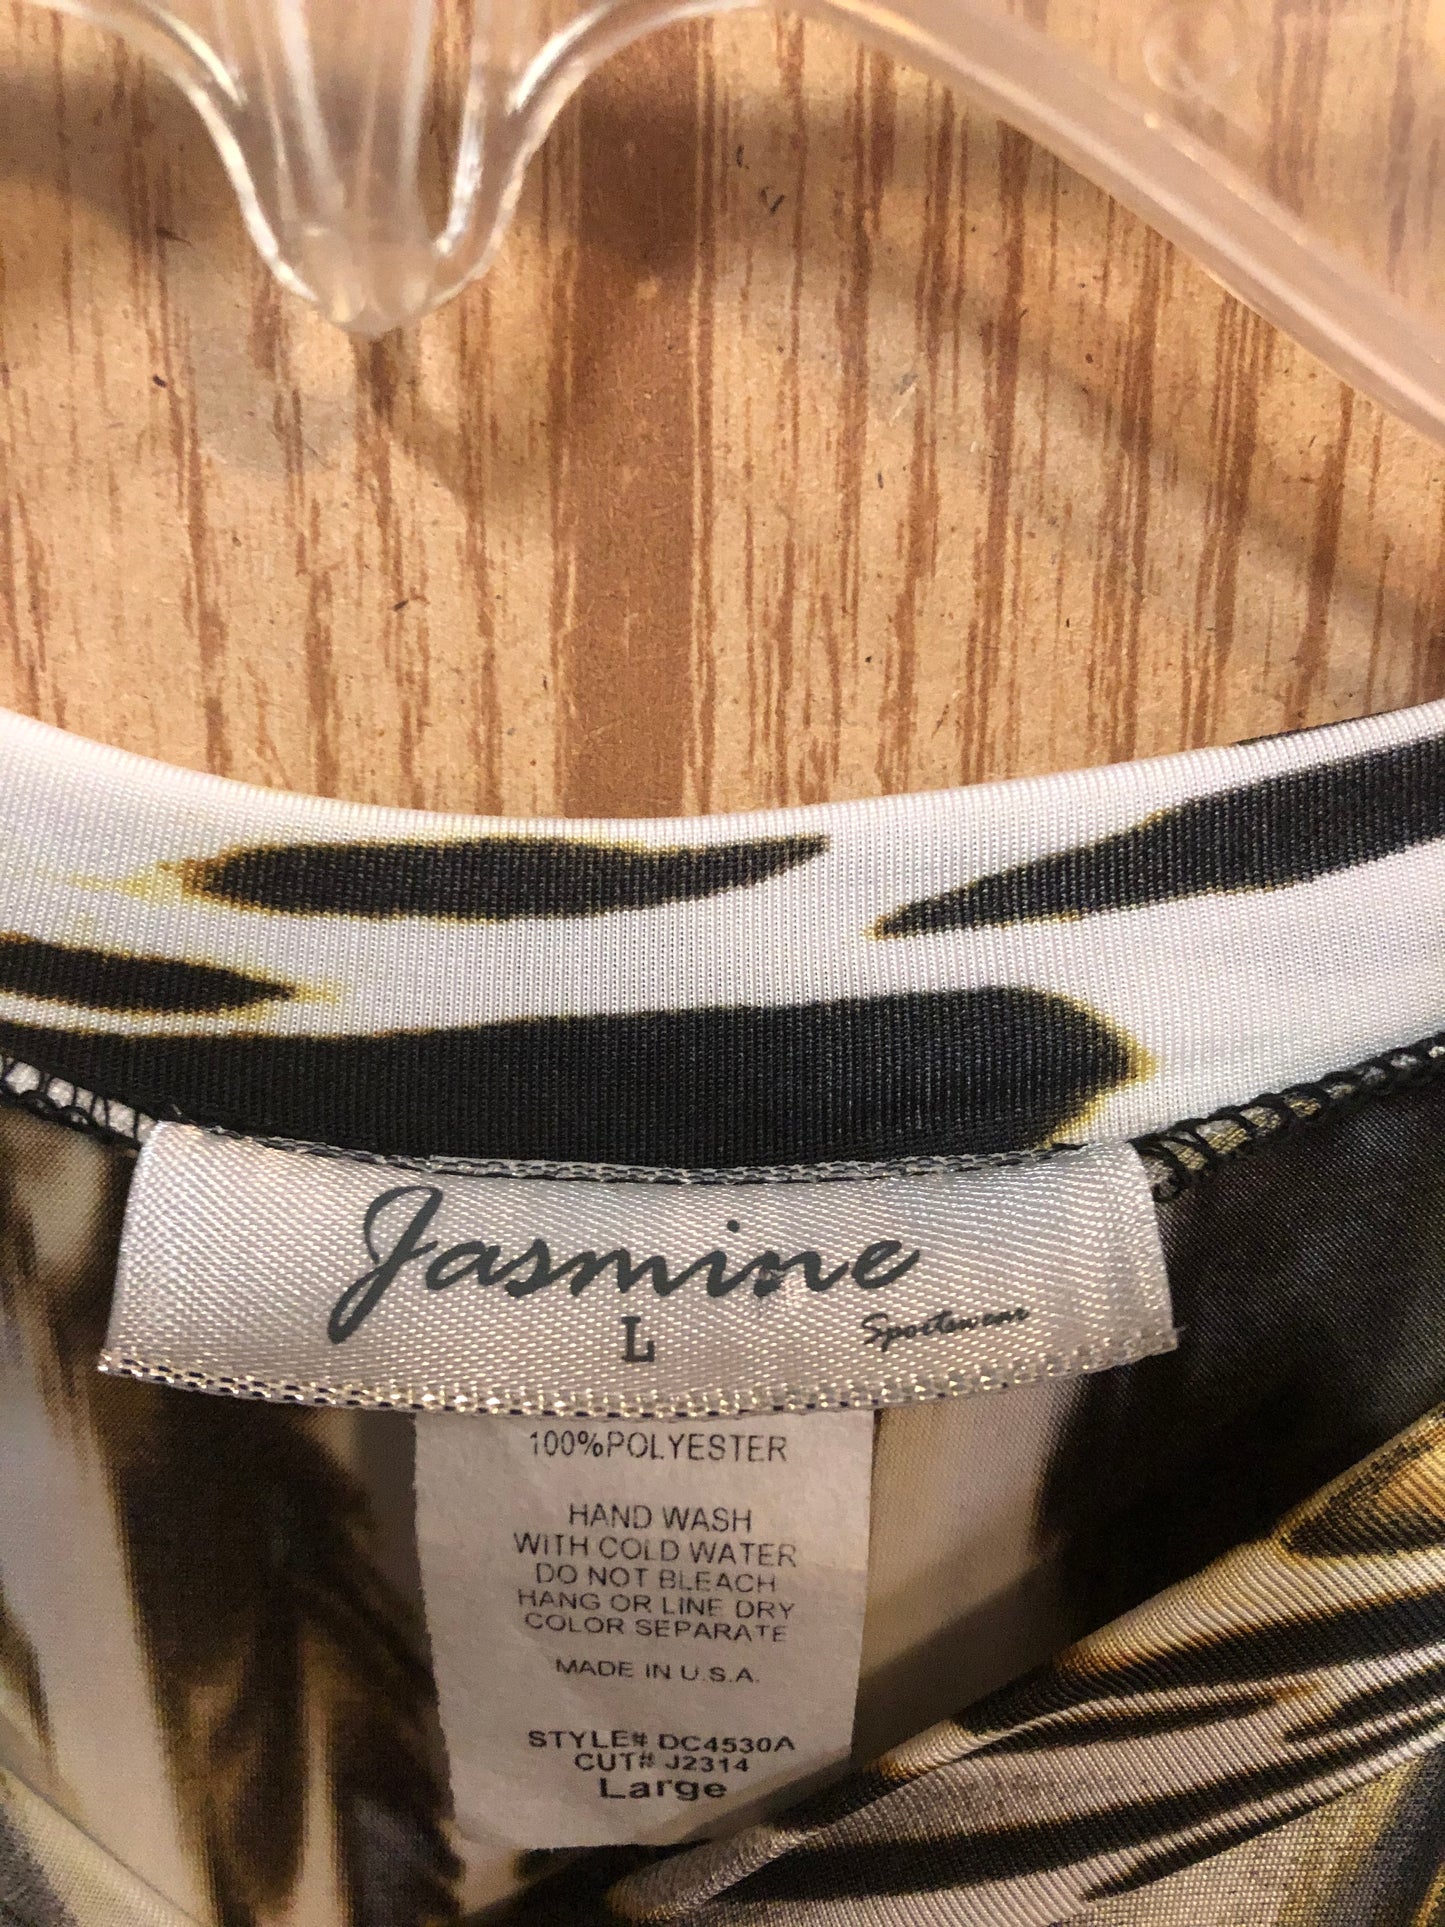 Jasmine
L
Sportswear
100%POLYESTER
HAND WASH
WITH COLD WATER
DO NOT BLEACH
HANG OR LINE DRY
COLOR SEPARATE
MADE IN U.S.A.
STYLE# DC4530A
CUT# J2314
Large